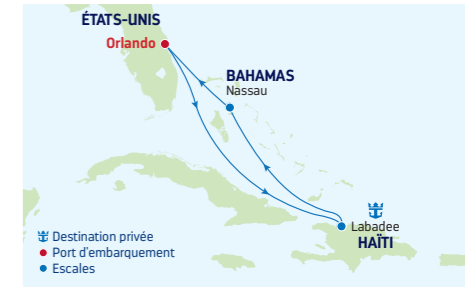 ÉTATS-UNIS
Orlando
BAHAMAS
Nassau
Labadee
HAÏTI
Destination privée
Port d'embarquement
Escales